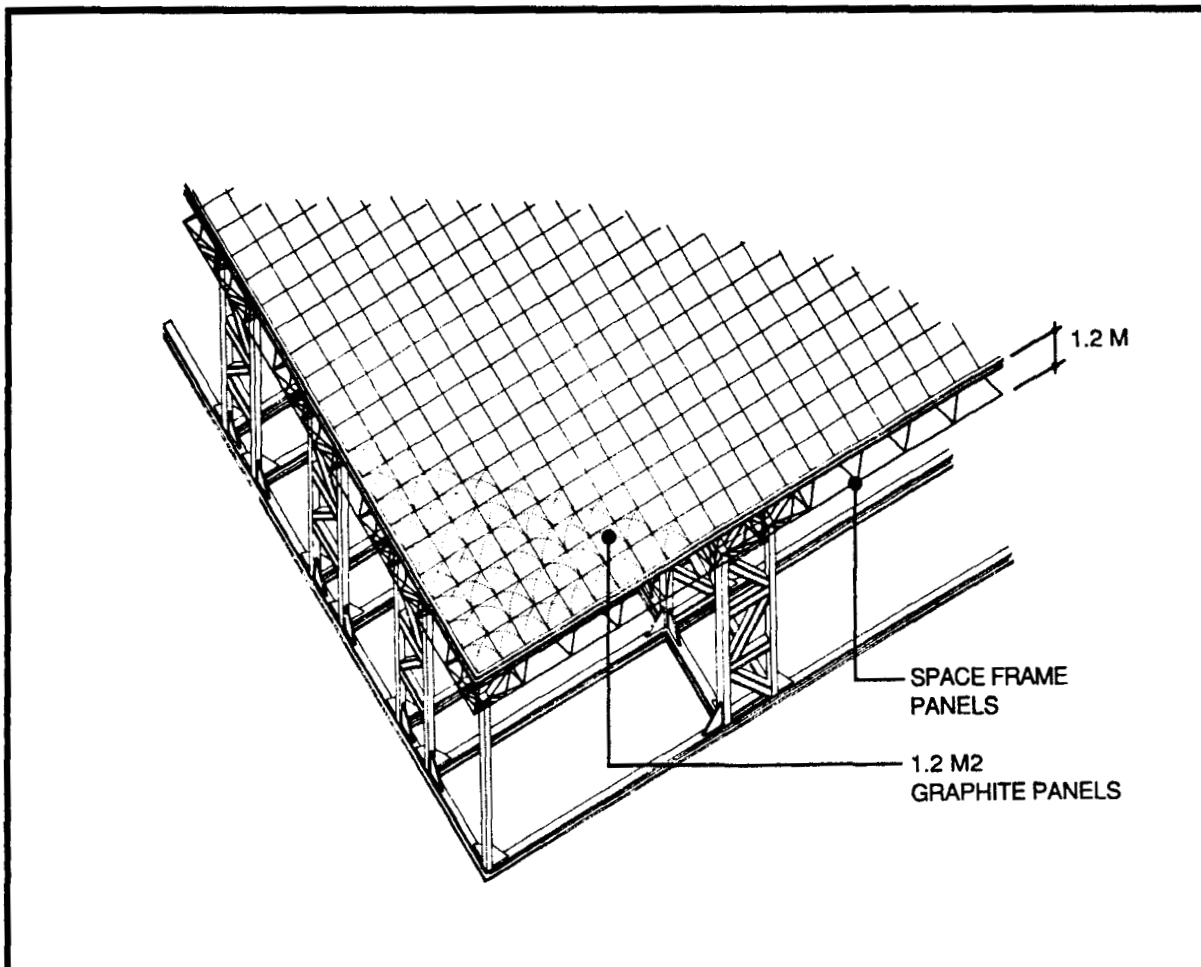 1.2 M
SPACE FRAME
PANELS
1.2 M2
GRAPHITE PANELS